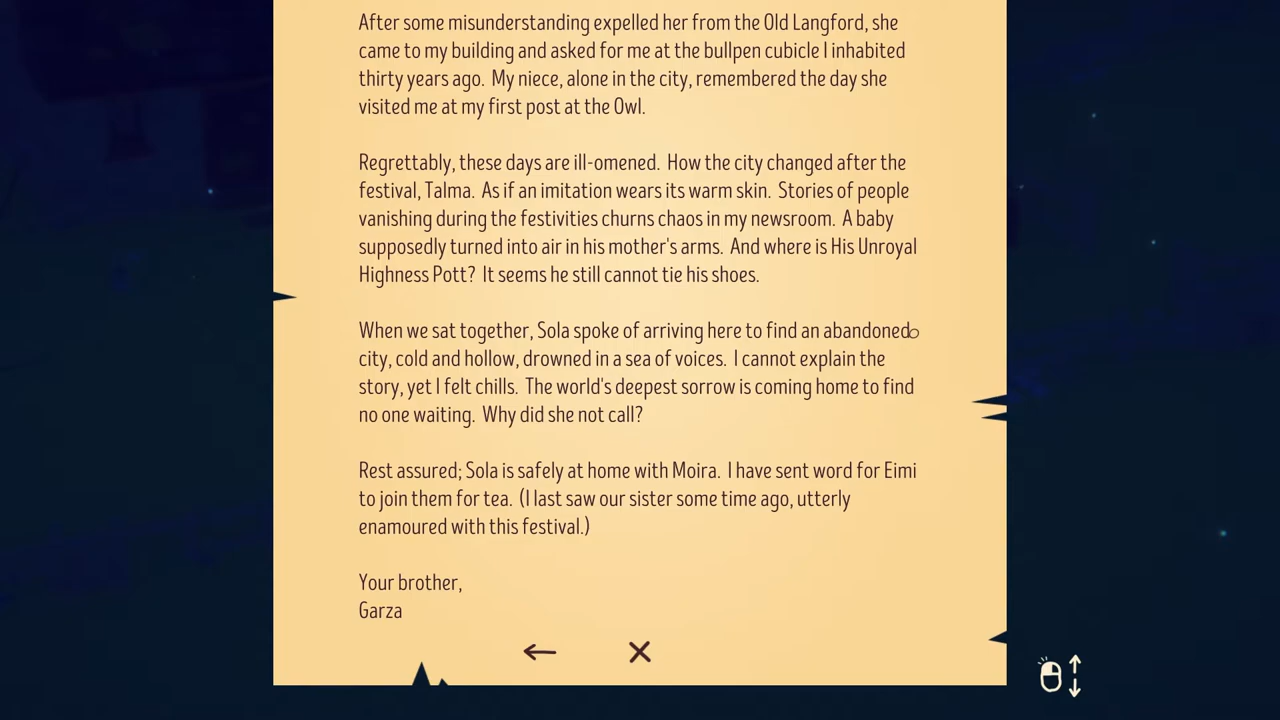 After some misunderstanding expelled her from the Old Langford, she
came to my building and asked for me at the bullpen cubicle I inhabited
thirty years ago. My niece, alone in the city, remembered the day she
visited me at my first post at the Owl.
Regrettably, these days are ill-omened. How the city changed after the
festival, Talma. As if an imitation wears its warm skin. Stories of people
vanishing during the festivities churns chaos in my newsroom. A baby
supposedly turned into air in his mother's arms. And where is His Unroyal
Highness Pott? It seems he still cannot tie his shoes.
When we sat together, Sola spoke of arriving here to find an abandoned
city, cold and hollow, drowned in a sea of voices. I cannot explain the
story, yet I felt chills. The world's deepest sorrow is coming home to find
no one waiting. Why did she not call?
Rest assured; Sola is safely at home with Moira. I have sent word for Eimi
to join them for tea. (I last saw our sister some time ago, utterly
enamoured with this festival.)
Your brother,
Garza